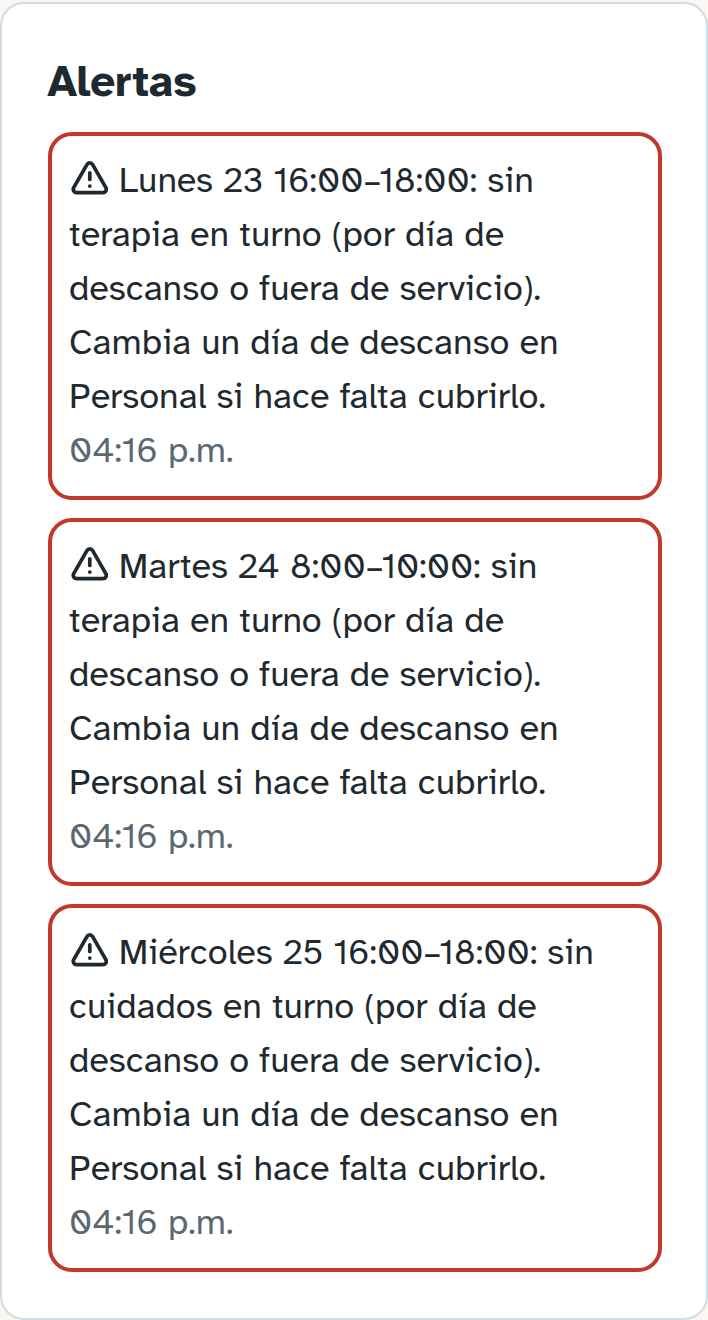 Alertas
Lunes 23 16:00–18:00: sin
terapia en turno (por día de
descanso o fuera de servicio).
Cambia un día de descanso en
Personal si hace falta cubrirlo.
04:16 p.m.
Martes 24 8:00–10:00: sin
terapia en turno (por día de
descanso o fuera de servicio).
Cambia un día de descanso en
Personal si hace falta cubrirlo.
04:16 p.m.
Miércoles 25 16:00–18:00: sin
cuidados en turno (por día de
descanso o fuera de servicio).
Cambia un día de descanso en
Personal si hace falta cubrirlo.
04:16 p.m.